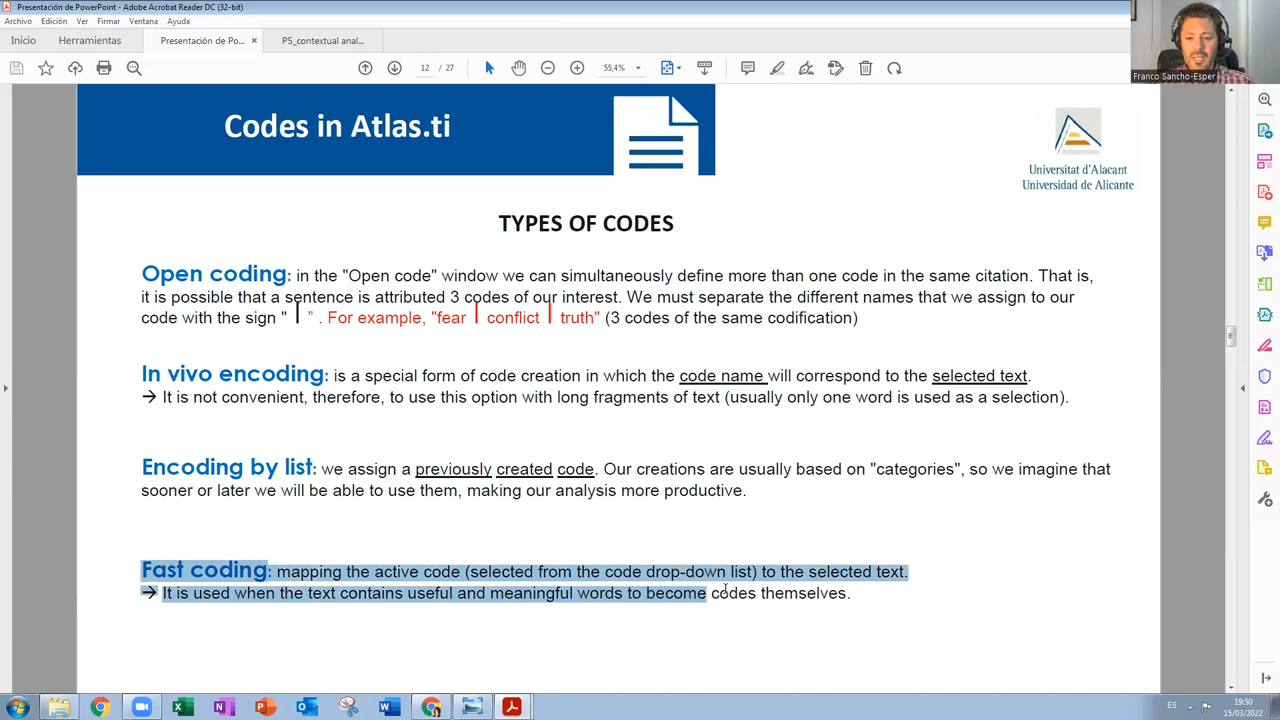 Presentación de PowerPoint - Adobe Acrobat Reader DC (32-bit)
Archivo Edición Ver Firmar Ventana Ayuda
Inicio Herramientas Presentación de Po... × P5_contextual anal...
12 / 27 55,4%
Franco Sancho-Esper
Codes in Atlas.ti
Universitat d'Alacant
Universidad de Alicante
TYPES OF CODES
Open coding: in the "Open code" window we can simultaneously define more than one code in the same citation. That is,
it is possible that a sentence is attributed 3 codes of our interest. We must separate the different names that we assign to our
code with the sign " | " . For example, "fear | conflict | truth" (3 codes of the same codification)
In vivo encoding: is a special form of code creation in which the code name will correspond to the selected text.
→ It is not convenient, therefore, to use this option with long fragments of text (usually only one word is used as a selection).
Encoding by list: we assign a previously created code. Our creations are usually based on "categories", so we imagine that
sooner or later we will be able to use them, making our analysis more productive.
Fast coding: mapping the active code (selected from the code drop-down list) to the selected text.
→ It is used when the text contains useful and meaningful words to become codes themselves.
ES 19:50
15/03/2022